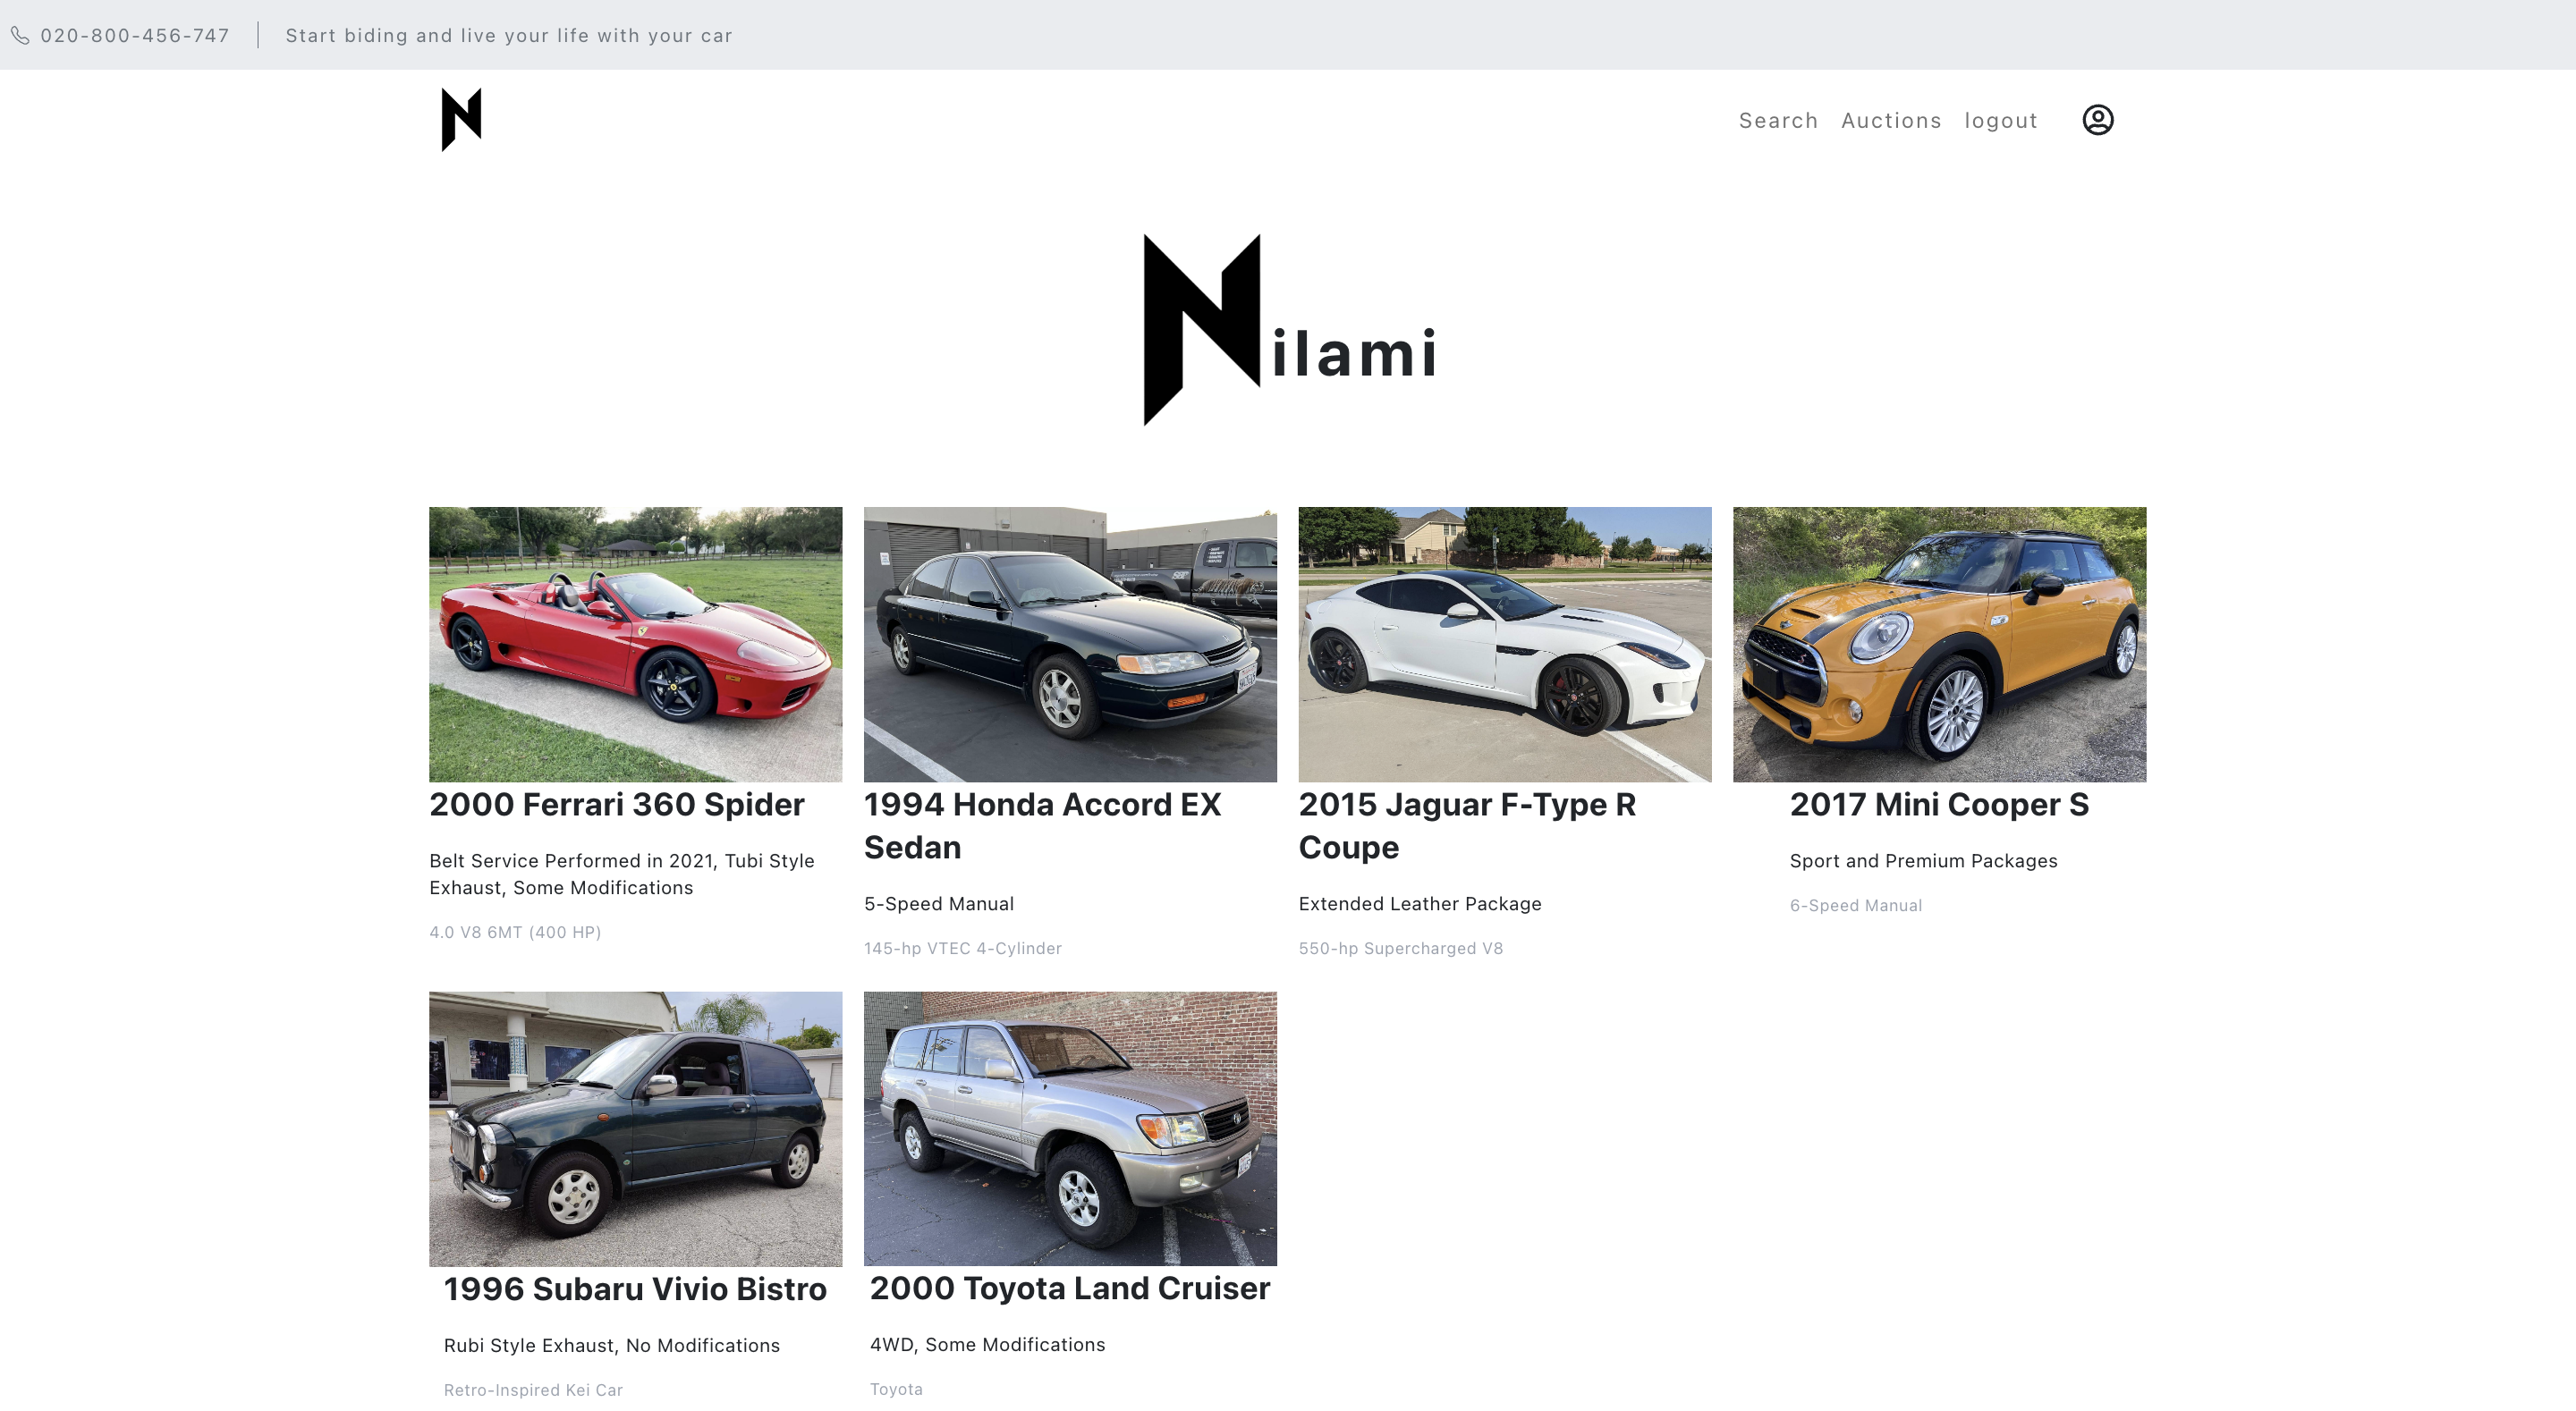 020-800-456-747
Start biding and live your life with your car
N
Search Auctions logout
Nilami
2000 Ferrari 360 Spider
Belt Service Performed in 2021, Tubi Style
Exhaust, Some Modifications
4.0 V8 6MT (400 HP)
1994 Honda Accord EX
Sedan
5-Speed Manual
145-hp VTEC 4-Cylinder
2015 Jaguar F-Type R
Coupe
Extended Leather Package
550-hp Supercharged V8
2017 Mini Cooper S
Sport and Premium Packages
6-Speed Manual
1996 Subaru Vivio Bistro
Rubi Style Exhaust, No Modifications
Retro-Inspired Kei Car
2000 Toyota Land Cruiser
4WD, Some Modifications
Toyota